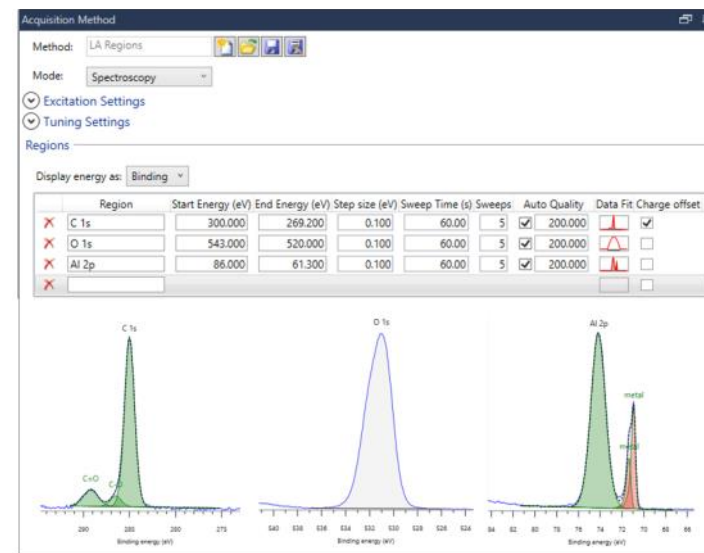 Acquisition Method
Method: LA Regions
Mode: Spectroscopy
Excitation Settings
Tuning Settings
Regions
Display energy as: Binding
Region Start Energy (eV) End Energy (eV) Step size (eV) Sweep Time (s) Sweeps Auto Quality Data Fit Charge offset
C 1s 300.000 269.200 0.100 60.00 5 200.000
O 1s 543.000 520.000 0.100 60.00 5 200.000
Al 2p 86.000 61.300 0.100 60.00 5 200.000
C 1s O 1s Al 2p
metal
metal
C=O
290 285 280 275 540 538 536 534 532 530 528 526 524 84 82 80 78 76 74 72 70 68 66
Binding energy (eV) Binding energy (eV) Binding energy (eV)